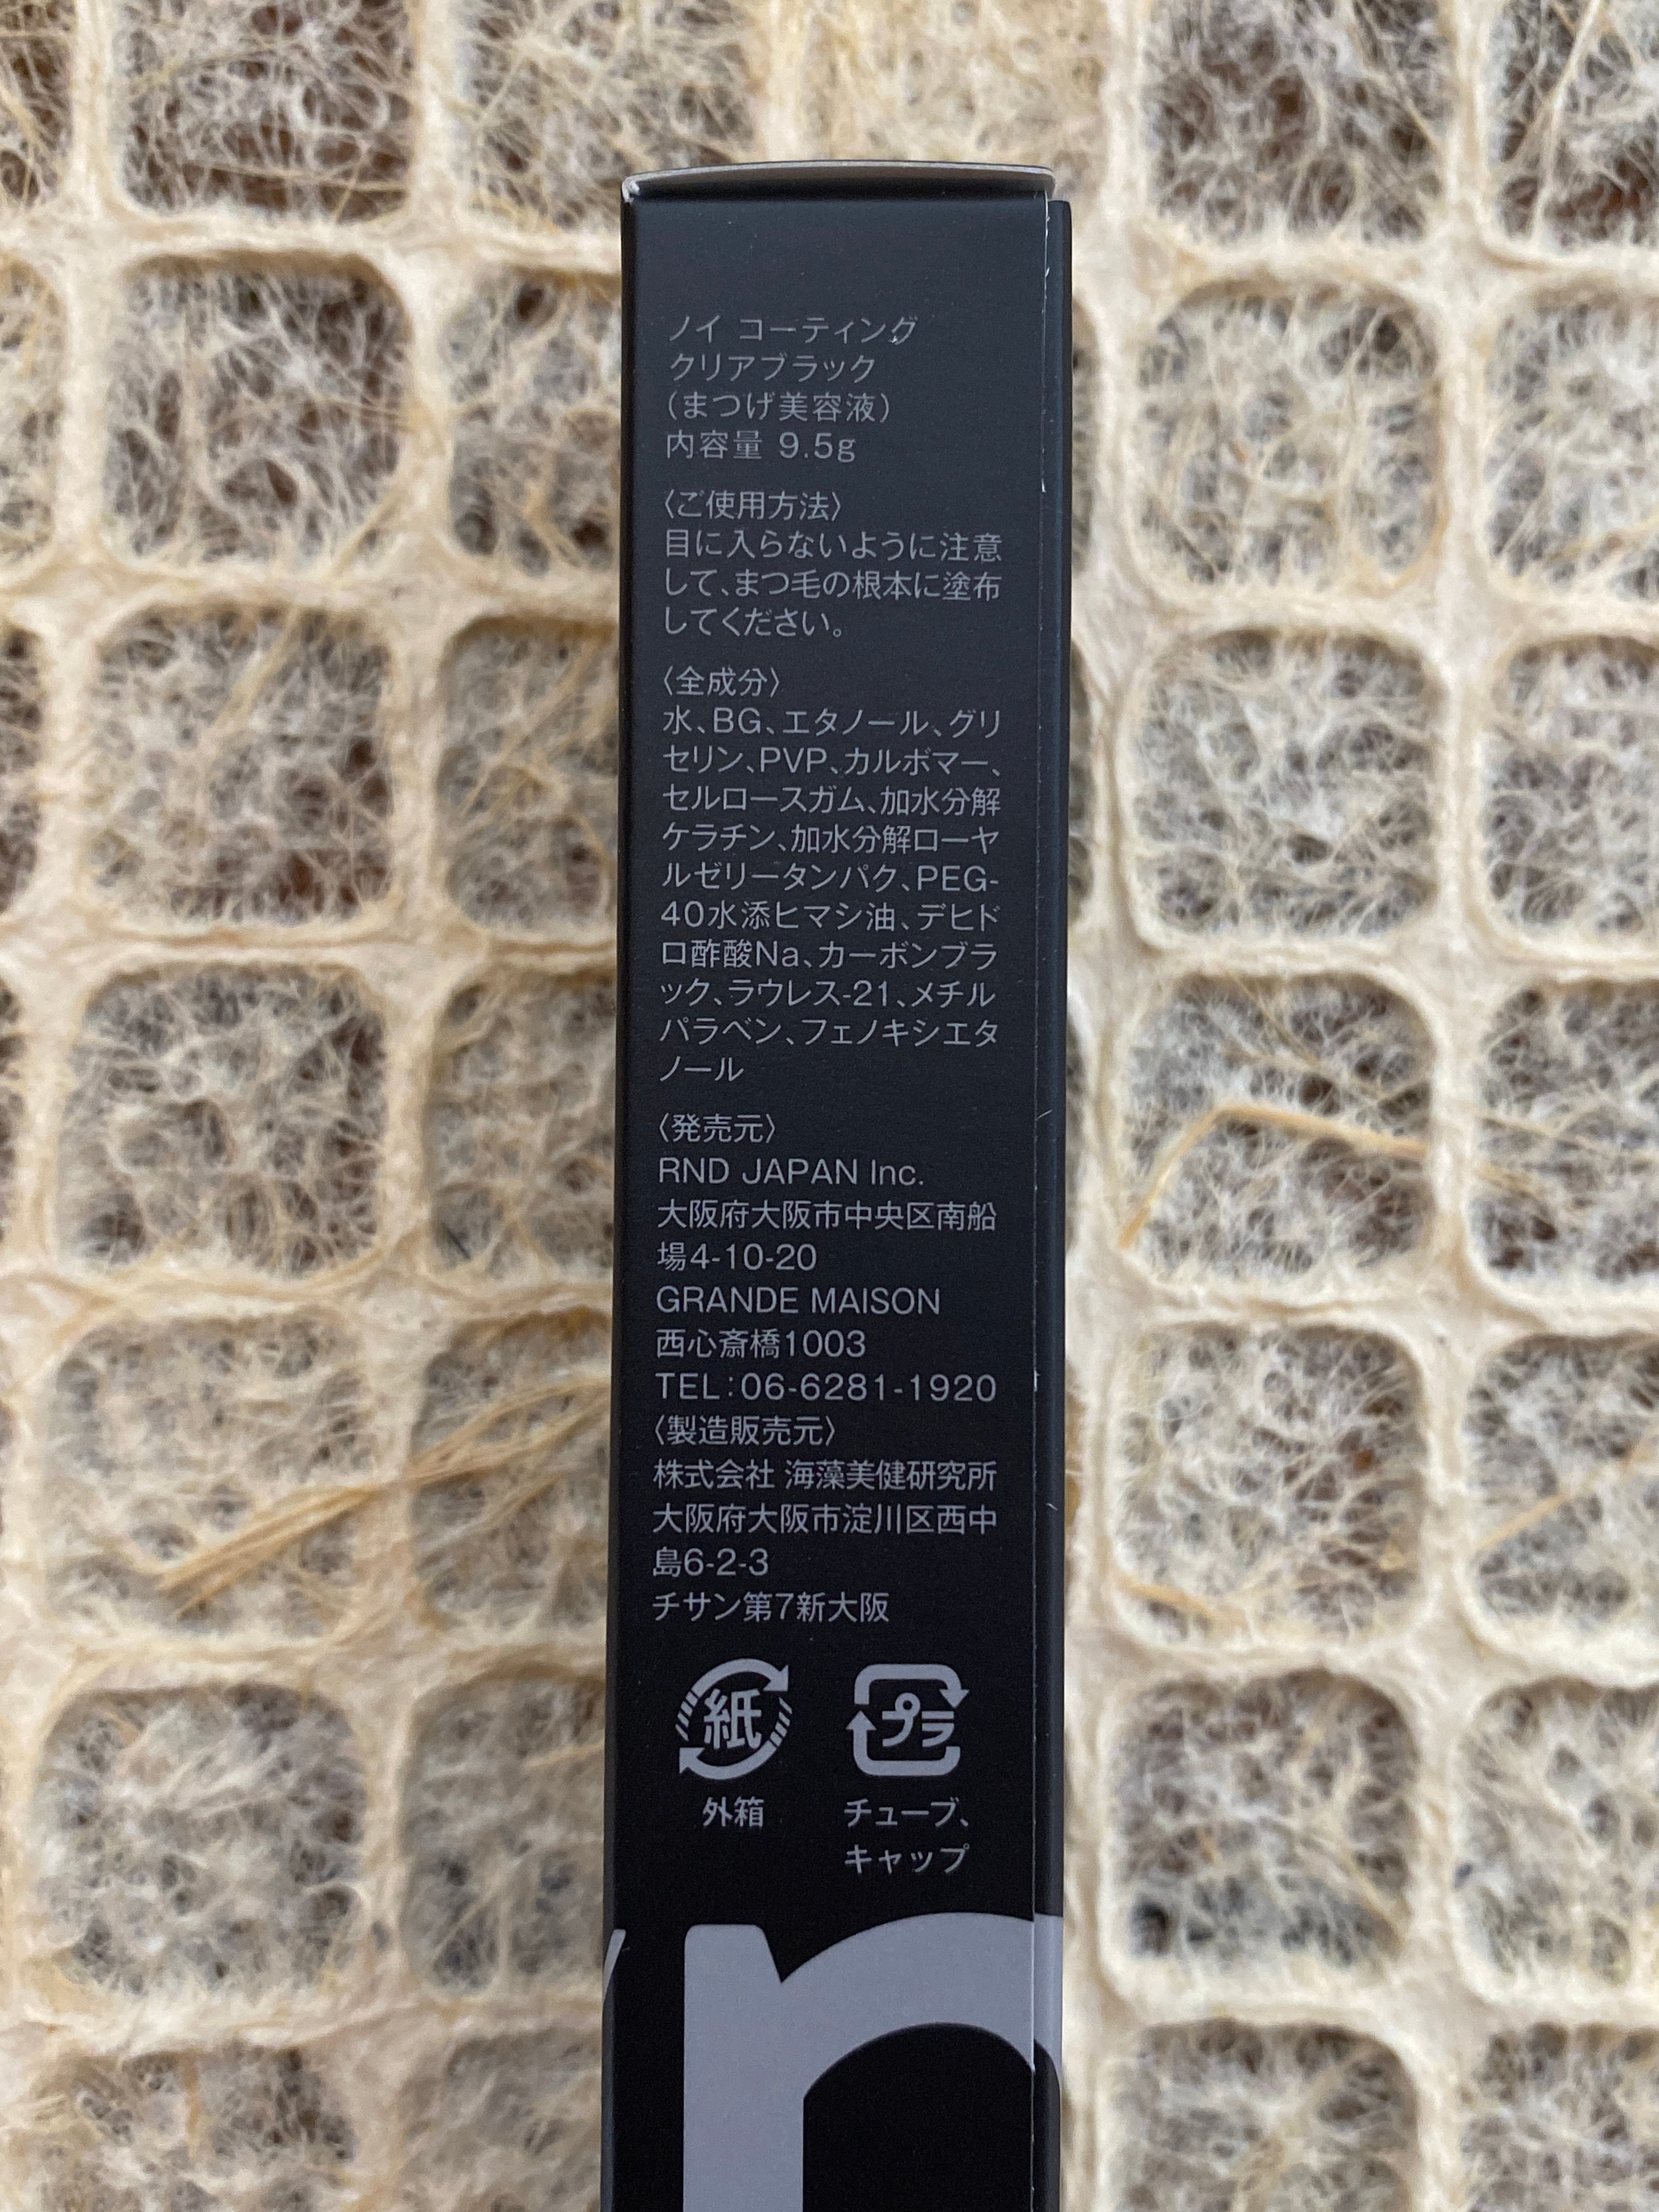 ノイ コーティング
クリアブラック
（まつげ美容液）
内容量 9.5g
〈ご使用方法〉
目に入らないように注意
して、まつ毛の根本に塗布
してください。
〈全成分〉
水、BG、エタノール、グリ
セリン、PVP、カルボマー、
セルロースガム、加水分解
ケラチン、加水分解ローヤ
ルゼリータンパク、PEG-
40水添ヒマシ油、デヒド
ロ酢酸Na、カーボンブラ
ック、ラウレス-21、メチル
パラベン、フェノキシエタ
ノール
〈発売元〉
RND JAPAN Inc.
大阪府大阪市中央区南船
場4-10-20
GRANDE MAISON
西心斎橋1003
TEL：06-6281-1920
〈製造販売元〉
株式会社 海藻美健研究所
大阪府大阪市淀川区西中
島6-2-3
チサン第7新大阪
紙 プラ
外箱 チューブ、
キャップ
n